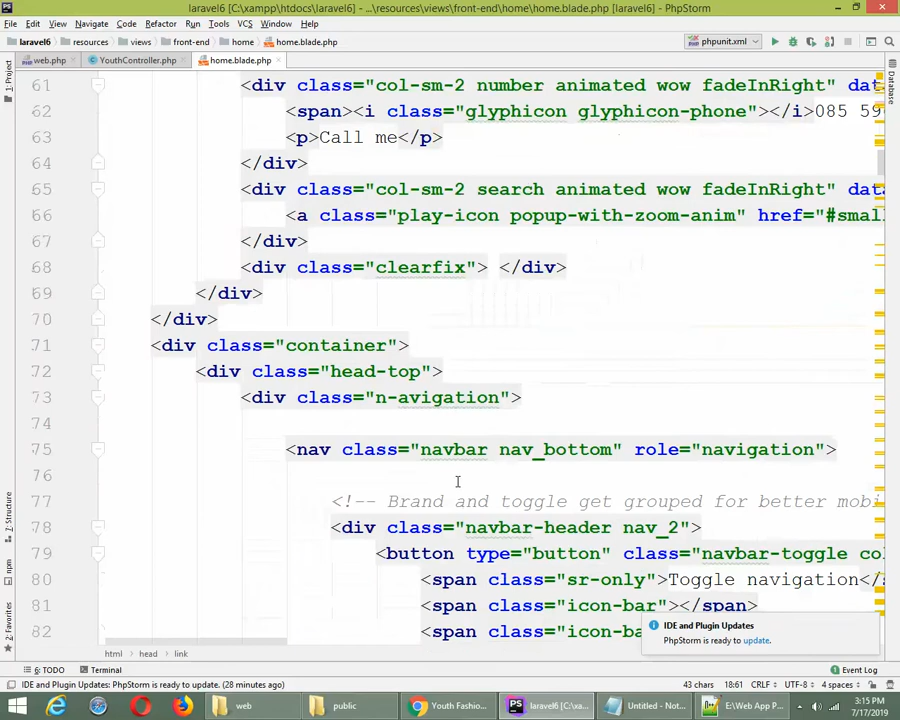 laravel6 [C:\xampp\htdocs\laravel6] - ...\resources\views\front-end\home\home.blade.php [laravel6] - PhpStorm
File Edit View Navigate Code Refactor Run Tools VCS Window Help
laravel6 resources views front-end home home.blade.php phpunit.xml
web.php YouthController.php home.blade.php
1: Project
Database
61 <div class="col-sm-2 number animated wow fadeInRight" dat
62 <span><i class="glyphicon glyphicon-phone"></i>085 59
63 <p>Call me</p>
64 </div>
65 <div class="col-sm-2 search animated wow fadeInRight" dat
66 <a class="play-icon popup-with-zoom-anim" href="#smal
67 </div>
68 <div class="clearfix"> </div>
69 </div>
70 </div>
71 <div class="container">
72 <div class="head-top">
73 <div class="n-avigation">
74
75 <nav class="navbar nav_bottom" role="navigation">
76
77 <!-- Brand and toggle get grouped for better mobi
78 <div class="navbar-header nav_2">
79 <button type="button" class="navbar-toggle co
80 <span class="sr-only">Toggle navigation</
81 <span class="icon-bar"></span>
82 <span class="icon-ba
7: Structure
npm
2: Favorites
IDE and Plugin Updates
PhpStorm is ready to update.
html head link
6: TODO Terminal Event Log
IDE and Plugin Updates: PhpStorm is ready to update. (28 minutes ago) 43 chars 18:61 CRLF UTF-8 4 spaces
web public Youth Fashio... laravel6 [C:\xa... Untitled - Not... E:\Web App P... 3:15 PM
7/17/2019